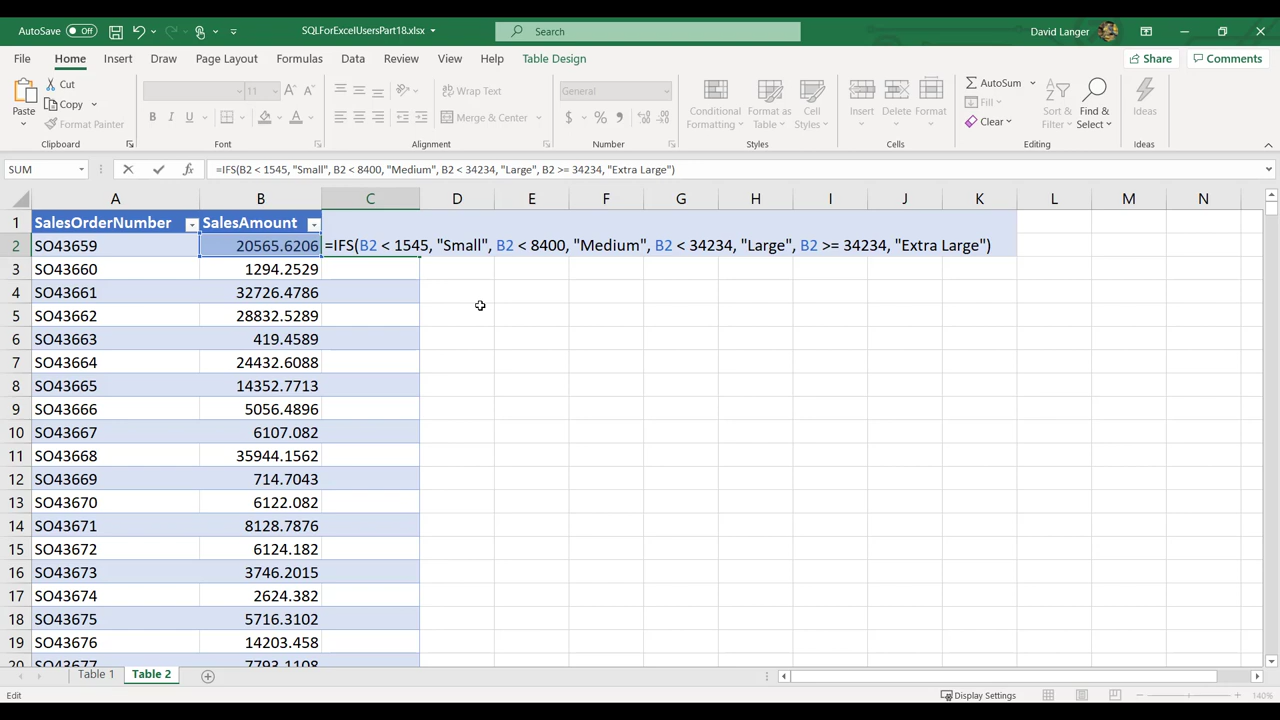 AutoSave Off SQLForExcelUsersPart18.xlsx Search David Langer
File Home Insert Draw Page Layout Formulas Data Review View Help Table Design Share Comments
Paste Cut Copy Format Painter
Clipboard
11 A A
B I U A
Font
Wrap Text
Merge & Center
Alignment
General
$ % ,
Number
Conditional Formatting Format as Table Cell Styles
Styles
Insert Delete Format
Cells
AutoSum Fill Clear Sort & Filter Find & Select
Editing
Ideas
Ideas
SUM fx =IFS(B2 < 1545, "Small", B2 < 8400, "Medium", B2 < 34234, "Large", B2 >= 34234, "Extra Large")
A B C D E F G H I J K L M N
1 SalesOrderNumber SalesAmount
2 SO43659 20565.6206 =IFS(B2 < 1545, "Small", B2 < 8400, "Medium", B2 < 34234, "Large", B2 >= 34234, "Extra Large")
3 SO43660 1294.2529
4 SO43661 32726.4786
5 SO43662 28832.5289
6 SO43663 419.4589
7 SO43664 24432.6088
8 SO43665 14352.7713
9 SO43666 5056.4896
10 SO43667 6107.082
11 SO43668 35944.1562
12 SO43669 714.7043
13 SO43670 6122.082
14 SO43671 8128.7876
15 SO43672 6124.182
16 SO43673 3746.2015
17 SO43674 2624.382
18 SO43675 5716.3102
19 SO43676 14203.458
20 SO43677 7793.1108
Table 1 Table 2
Edit Display Settings 140%